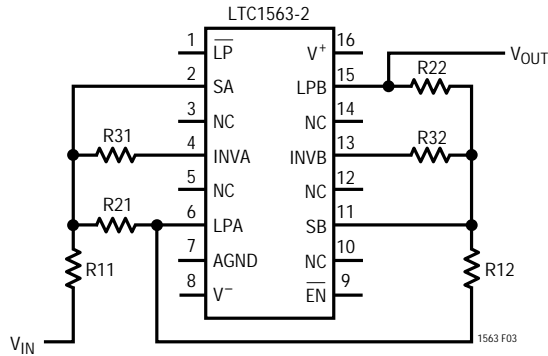 LTC1563-2
1 LP 16 V+
2 SA 15 LPB R22 VOUT
3 NC 14 NC
R31 4 INVA 13 INVB R32
5 NC 12 NC
R21 6 LPA 11 SB
7 AGND 10 NC
R11 8 V− 9 EN R12
VIN
1563 F03